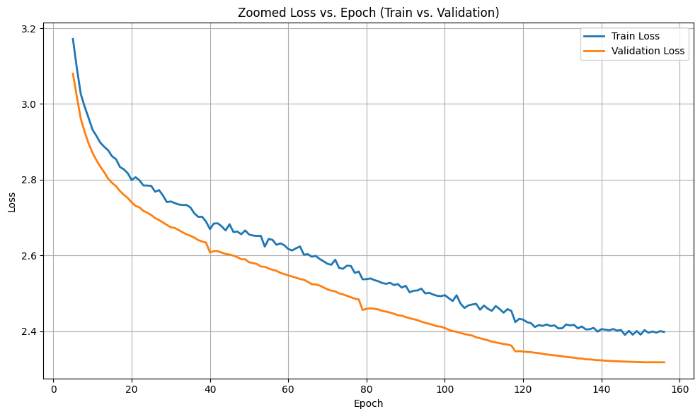 Zoomed Loss vs. Epoch (Train vs. Validation)
Train Loss
Validation Loss
Loss
3.2
3.0
2.8
2.6
2.4
0 20 40 60 80 100 120 140 160
Epoch